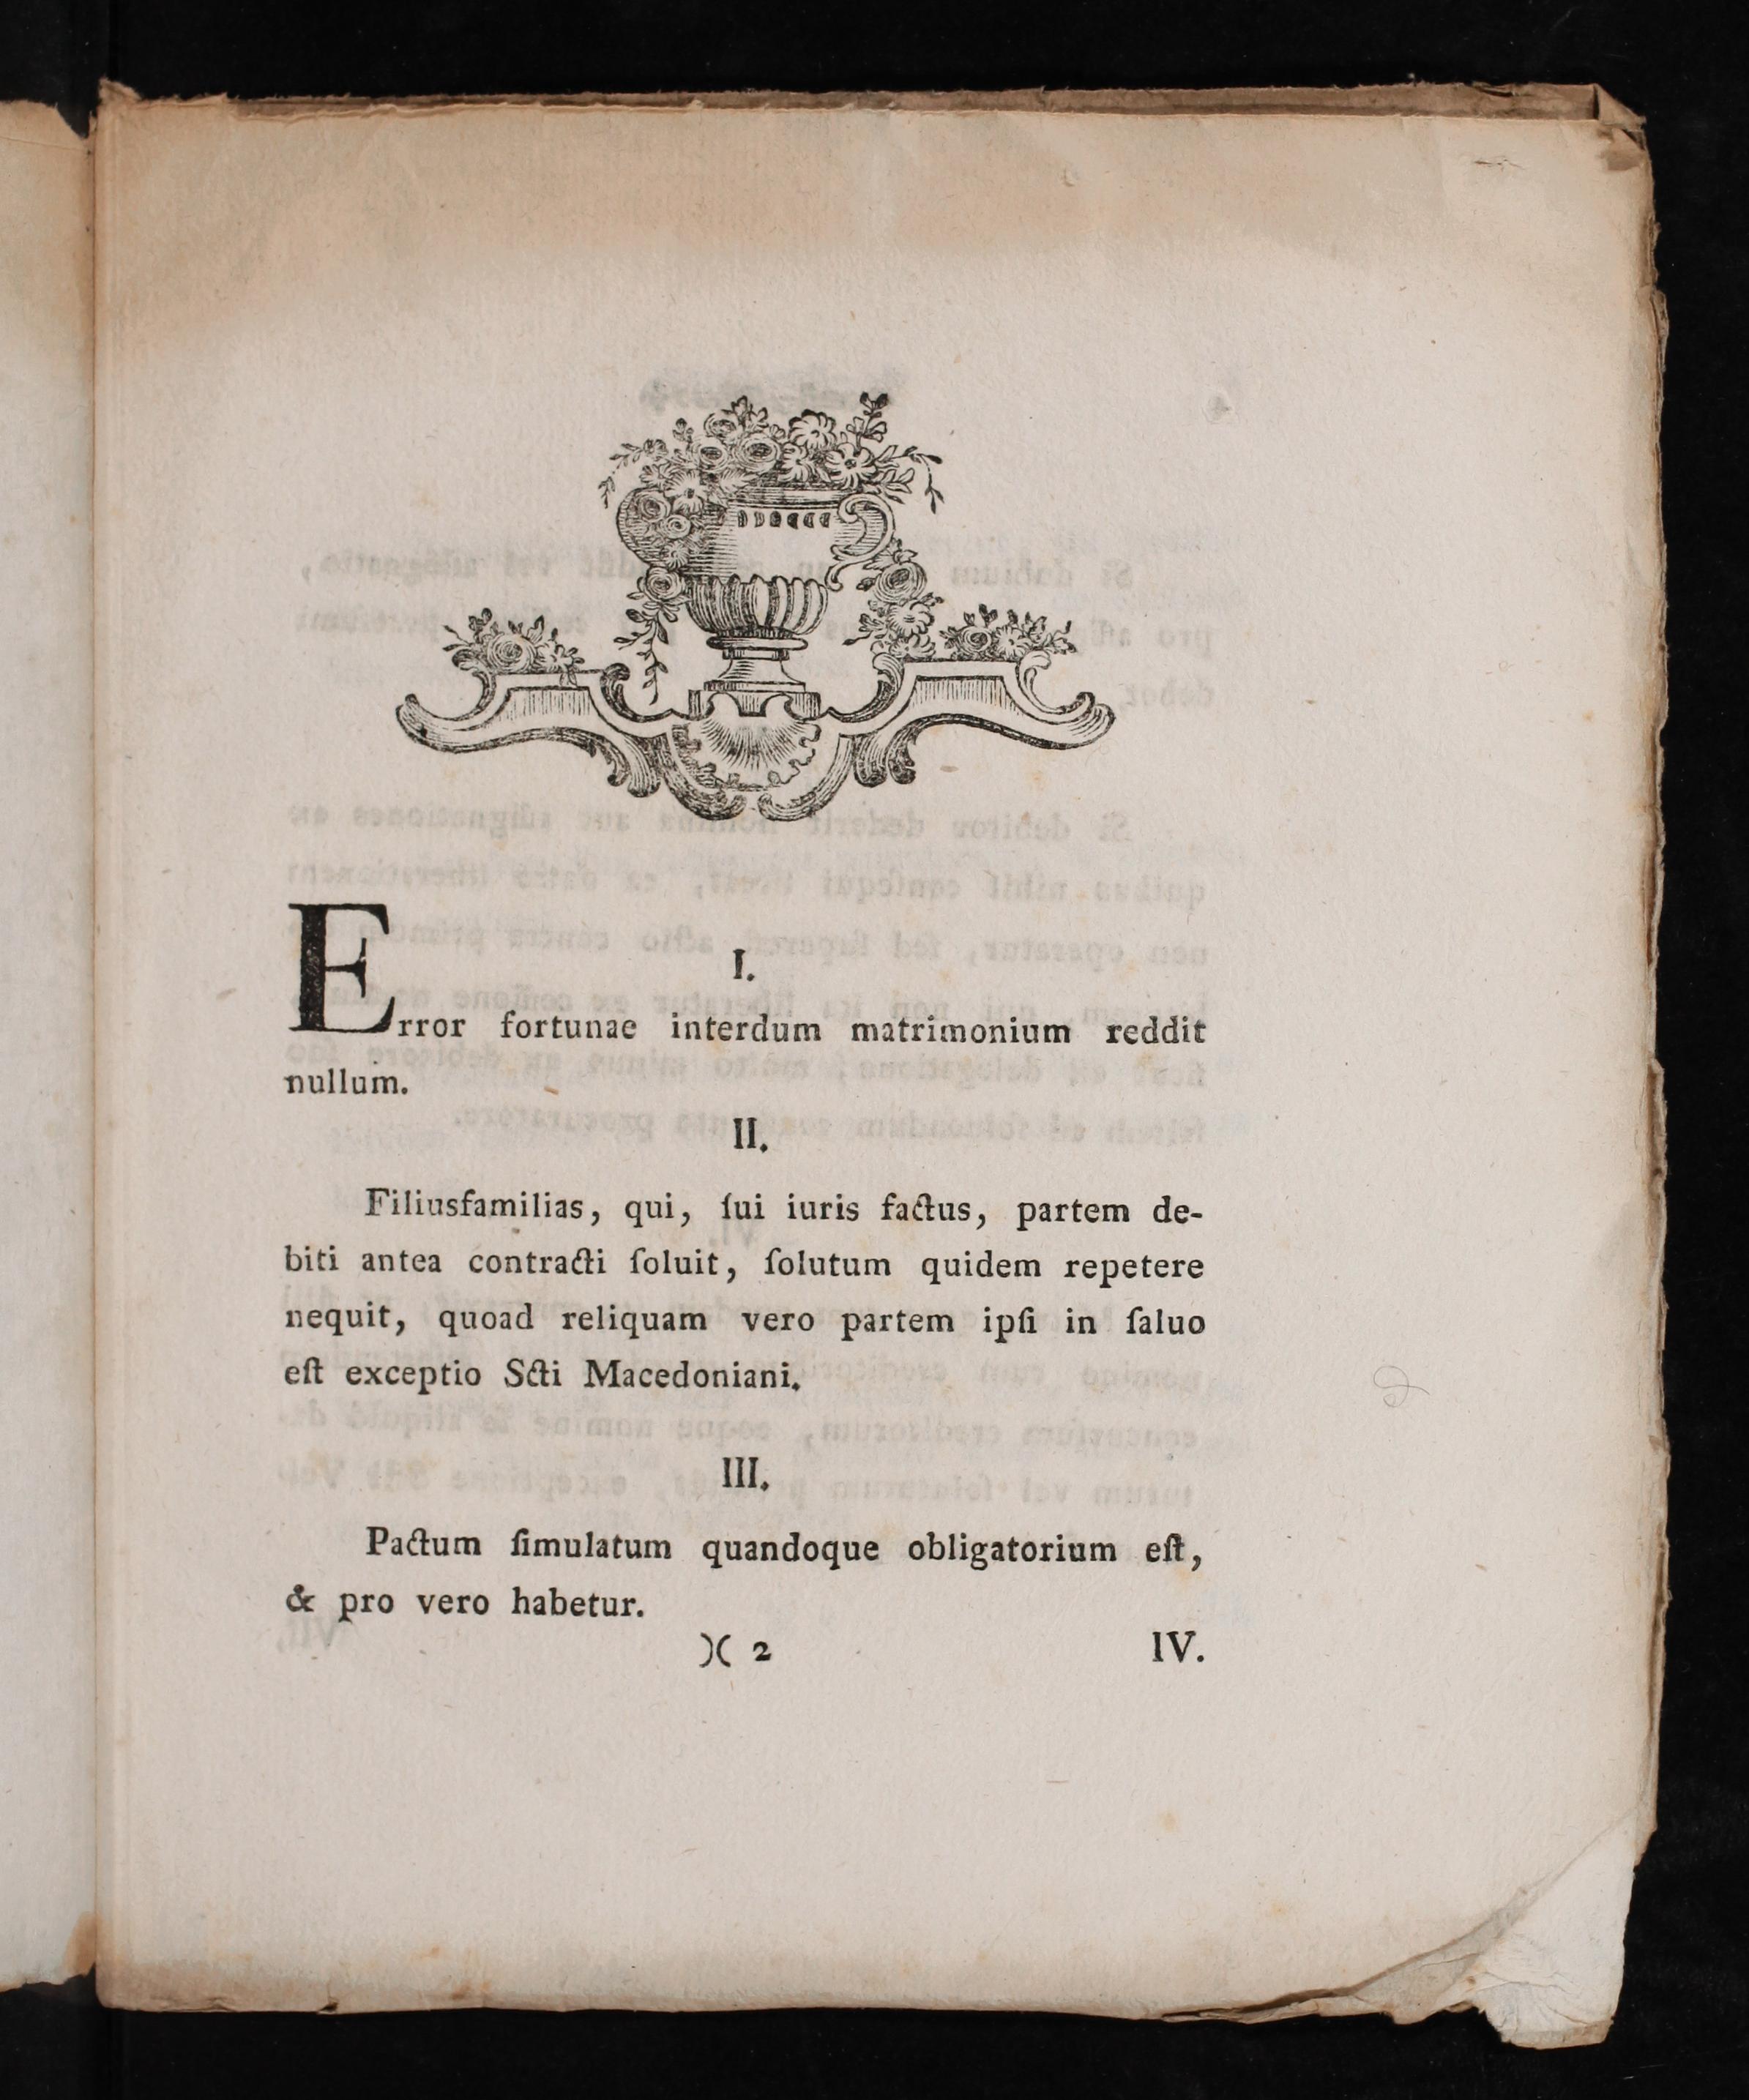 I.
Error fortunae interdum matrimonium reddit
nullum.
II.
Filiusfamilias, qui, ſui iuris factus, partem de-
biti antea contracti ſoluit, ſolutum quidem repetere
nequit, quoad reliquam vero partem ipſi in ſaluo
eſt exceptio Scti Macedoniani.
III.
Pactum ſimulatum quandoque obligatorium eſt,
& pro vero habetur.
)( 2 IV.